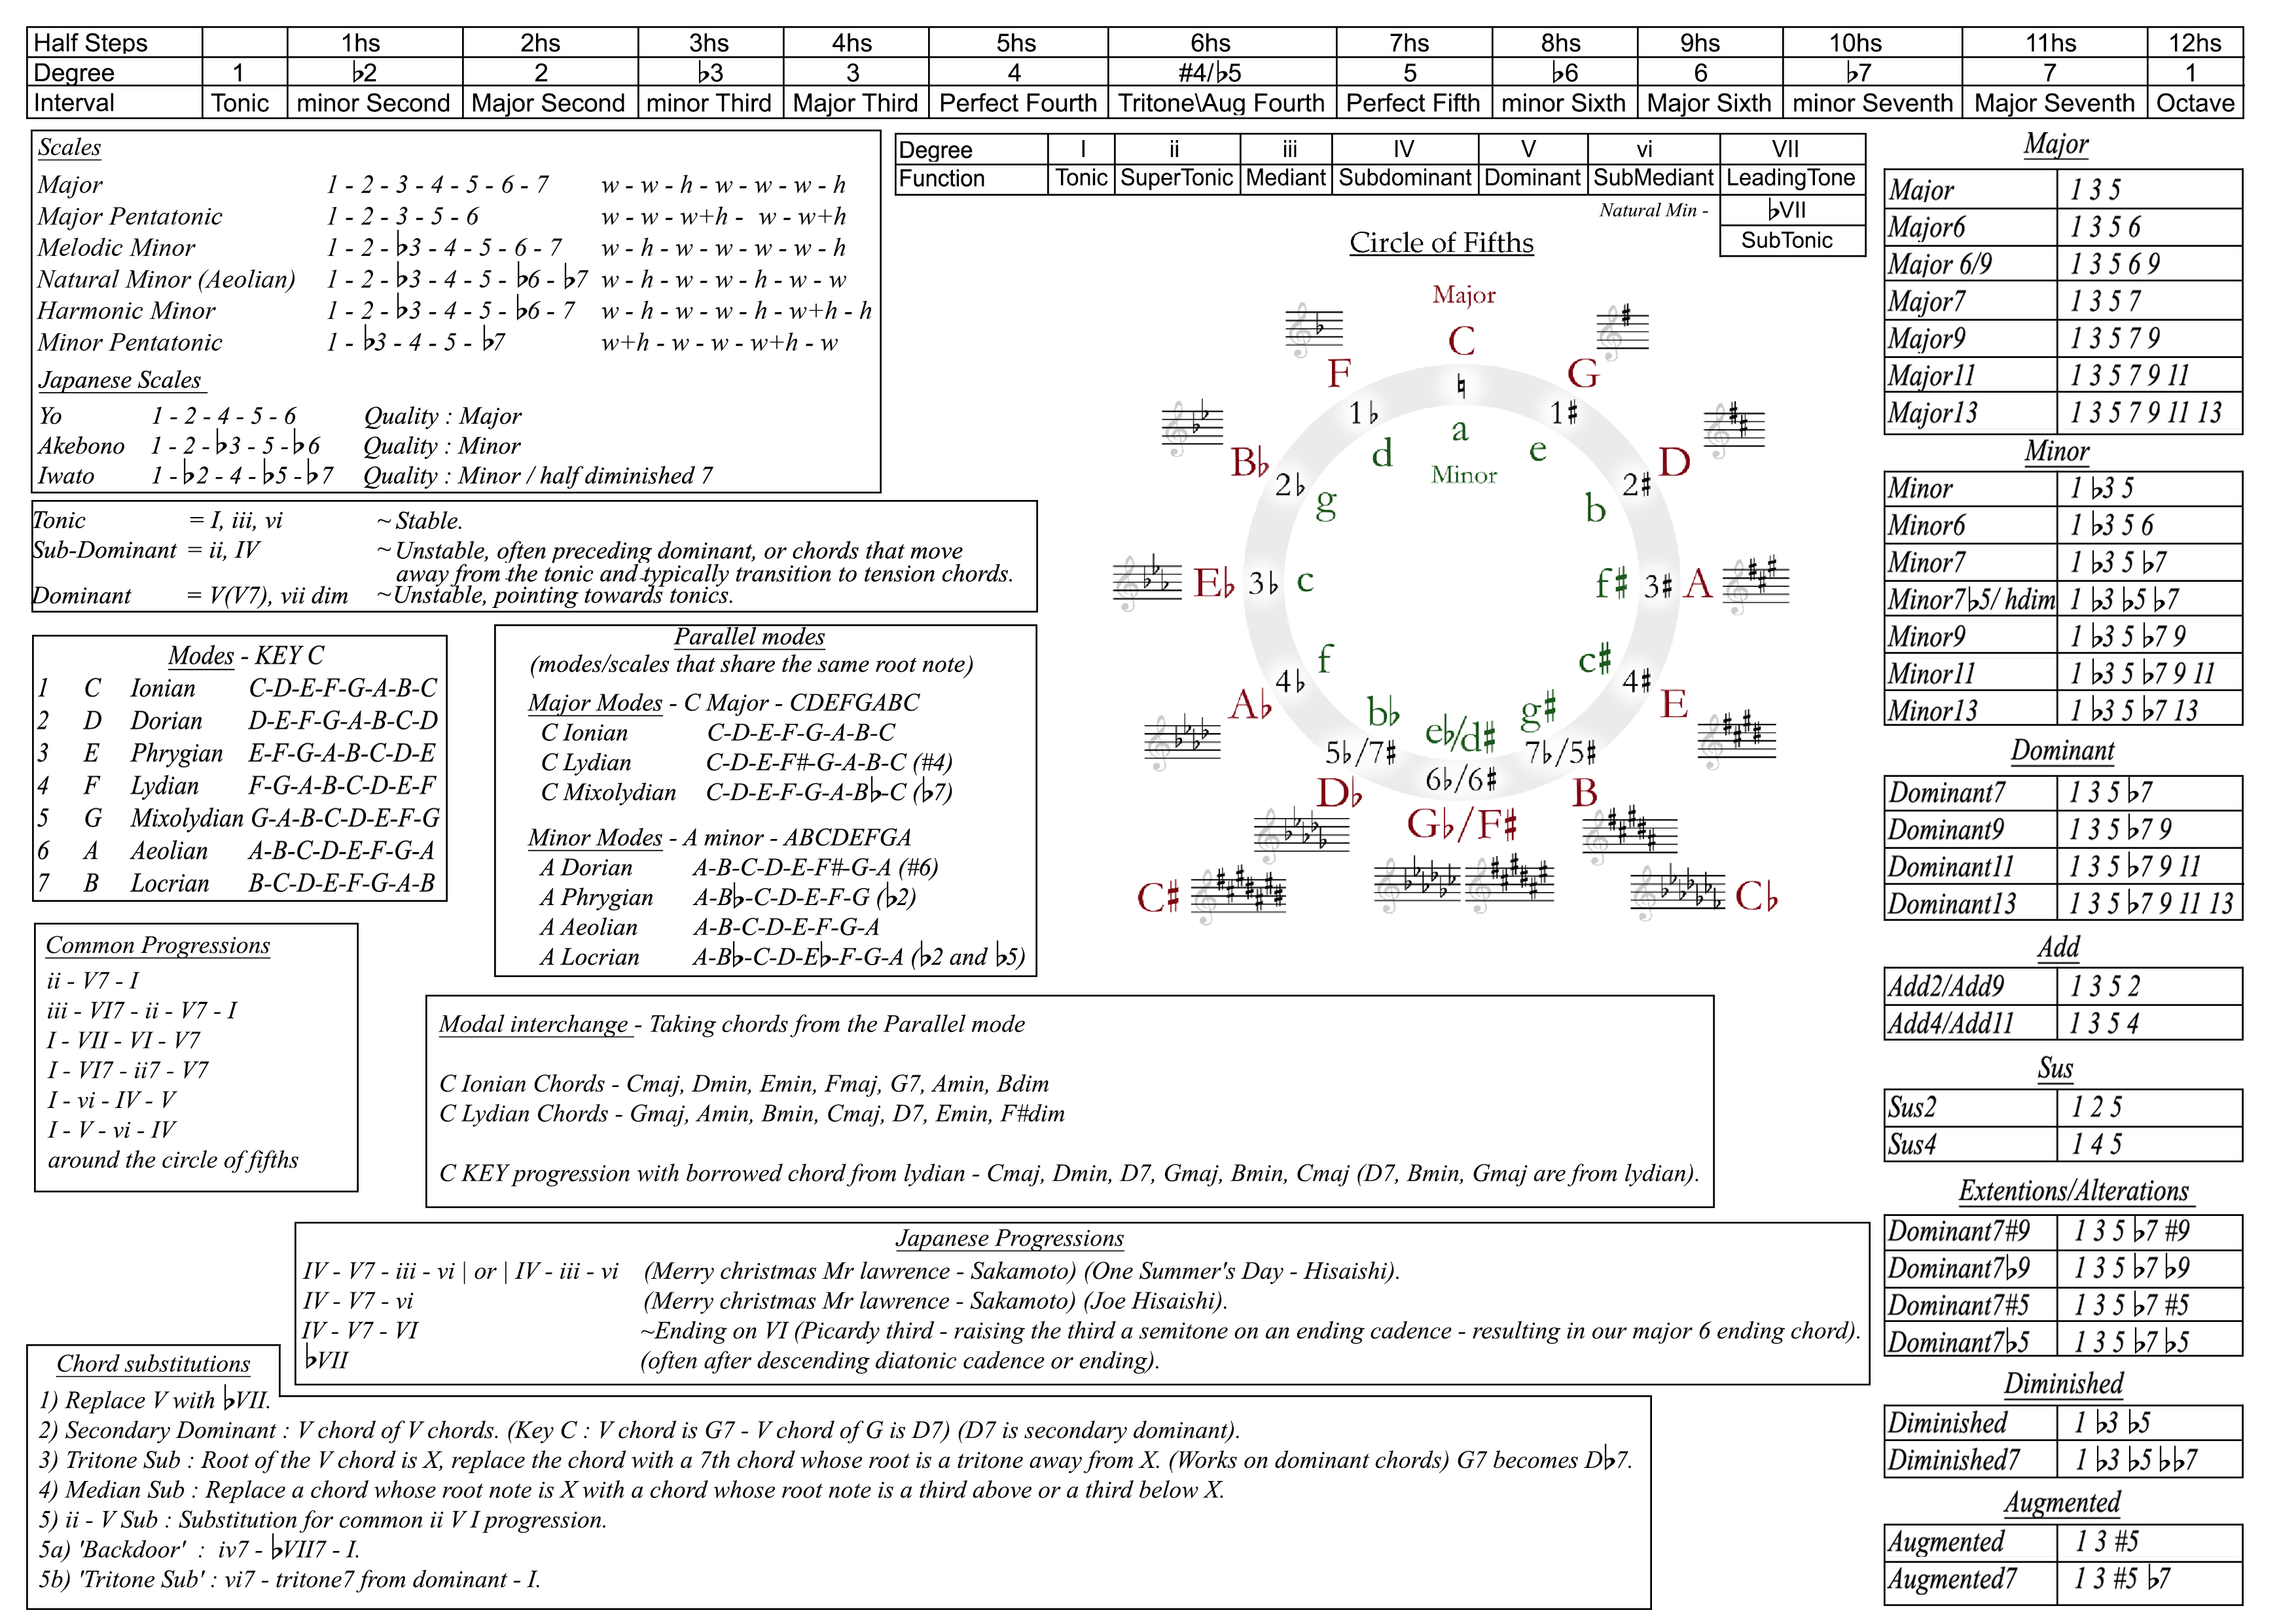 Half Steps 1hs 2hs 3hs 4hs 5hs 6hs 7hs 8hs 9hs 10hs 11hs 12hs
Degree 1 ♭2 2 ♭3 3 4 #4/♭5 5 ♭6 6 ♭7 7 1
Interval Tonic minor Second Major Second minor Third Major Third Perfect Fourth Tritone\Aug Fourth Perfect Fifth minor Sixth Major Sixth minor Seventh Major Seventh Octave
Scales
Major 1 - 2 - 3 - 4 - 5 - 6 - 7 w - w - h - w - w - w - h
Major Pentatonic 1 - 2 - 3 - 5 - 6 w - w - w+h - w - w+h
Melodic Minor 1 - 2 - ♭3 - 4 - 5 - 6 - 7 w - h - w - w - w - w - h
Natural Minor (Aeolian) 1 - 2 - ♭3 - 4 - 5 - ♭6 - ♭7 w - h - w - w - h - w - w
Harmonic Minor 1 - 2 - ♭3 - 4 - 5 - ♭6 - 7 w - h - w - w - h - w+h - h
Minor Pentatonic 1 - ♭3 - 4 - 5 - ♭7 w+h - w - w - w+h - w
Japanese Scales
Yo 1 - 2 - 4 - 5 - 6 Quality : Major
Akebono 1 - 2 - ♭3 - 5 - ♭6 Quality : Minor
Iwato 1 - ♭2 - 4 - ♭5 - ♭7 Quality : Minor / half diminished 7
Tonic = I, iii, vi ~ Stable.
Sub-Dominant = ii, IV ~ Unstable, often preceding dominant, or chords that move
away from the tonic and typically transition to tension chords.
Dominant = V(V7), vii dim ~ Unstable, pointing towards tonics.
Degree I ii iii IV V vi VII
Function Tonic SuperTonic Mediant Subdominant Dominant SubMediant LeadingTone
Natural Min - ♭VII
SubTonic
Circle of Fifths
Major
C
F G
♮
1♭ 1#
a
d e
B♭ D
Minor
2♭ 2#
g b
E♭ 3♭ c f# 3# A
f c#
4♭ 4#
A♭ E
b♭ g#
e♭/d#
5♭/7# 7♭/5#
6♭/6#
D♭ B
G♭/F#
C# C♭
Modes - KEY C
1 C Ionian C-D-E-F-G-A-B-C
2 D Dorian D-E-F-G-A-B-C-D
3 E Phrygian E-F-G-A-B-C-D-E
4 F Lydian F-G-A-B-C-D-E-F
5 G Mixolydian G-A-B-C-D-E-F-G
6 A Aeolian A-B-C-D-E-F-G-A
7 B Locrian B-C-D-E-F-G-A-B
Parallel modes
(modes/scales that share the same root note)
Major Modes - C Major - CDEFGABC
C Ionian C-D-E-F-G-A-B-C
C Lydian C-D-E-F#-G-A-B-C (#4)
C Mixolydian C-D-E-F-G-A-B♭-C (♭7)
Minor Modes - A minor - ABCDEFGA
A Dorian A-B-C-D-E-F#-G-A (#6)
A Phrygian A-B♭-C-D-E-F-G (♭2)
A Aeolian A-B-C-D-E-F-G-A
A Locrian A-B♭-C-D-E♭-F-G-A (♭2 and ♭5)
Common Progressions
ii - V7 - I
iii - VI7 - ii - V7 - I
I - VII - VI - V7
I - VI7 - ii7 - V7
I - vi - IV - V
I - V - vi - IV
around the circle of fifths
Modal interchange - Taking chords from the Parallel mode
C Ionian Chords - Cmaj, Dmin, Emin, Fmaj, G7, Amin, Bdim
C Lydian Chords - Gmaj, Amin, Bmin, Cmaj, D7, Emin, F#dim
C KEY progression with borrowed chord from lydian - Cmaj, Dmin, D7, Gmaj, Bmin, Cmaj (D7, Bmin, Gmaj are from lydian).
Japanese Progressions
IV - V7 - iii - vi | or | IV - iii - vi (Merry christmas Mr lawrence - Sakamoto) (One Summer's Day - Hisaishi).
IV - V7 - vi (Merry christmas Mr lawrence - Sakamoto) (Joe Hisaishi).
IV - V7 - VI ~Ending on VI (Picardy third - raising the third a semitone on an ending cadence - resulting in our major 6 ending chord).
♭VII (often after descending diatonic cadence or ending).
Chord substitutions
1) Replace V with ♭VII.
2) Secondary Dominant : V chord of V chords. (Key C : V chord is G7 - V chord of G is D7) (D7 is secondary dominant).
3) Tritone Sub : Root of the V chord is X, replace the chord with a 7th chord whose root is a tritone away from X. (Works on dominant chords) G7 becomes D♭7.
4) Median Sub : Replace a chord whose root note is X with a chord whose root note is a third above or a third below X.
5) ii - V Sub : Substitution for common ii V I progression.
5a) 'Backdoor' : iv7 - ♭VII7 - I.
5b) 'Tritone Sub' : vi7 - tritone7 from dominant - I.
Major
Major 1 3 5
Major6 1 3 5 6
Major 6/9 1 3 5 6 9
Major7 1 3 5 7
Major9 1 3 5 7 9
Major11 1 3 5 7 9 11
Major13 1 3 5 7 9 11 13
Minor
Minor 1 ♭3 5
Minor6 1 ♭3 5 6
Minor7 1 ♭3 5 ♭7
Minor7♭5/ hdim 1 ♭3 ♭5 ♭7
Minor9 1 ♭3 5 ♭7 9
Minor11 1 ♭3 5 ♭7 9 11
Minor13 1 ♭3 5 ♭7 13
Dominant
Dominant7 1 3 5 ♭7
Dominant9 1 3 5 ♭7 9
Dominant11 1 3 5 ♭7 9 11
Dominant13 1 3 5 ♭7 9 11 13
Add
Add2/Add9 1 3 5 2
Add4/Add11 1 3 5 4
Sus
Sus2 1 2 5
Sus4 1 4 5
Extentions/Alterations
Dominant7#9 1 3 5 ♭7 #9
Dominant7♭9 1 3 5 ♭7 ♭9
Dominant7#5 1 3 5 ♭7 #5
Dominant7♭5 1 3 5 ♭7 ♭5
Diminished
Diminished 1 ♭3 ♭5
Diminished7 1 ♭3 ♭5 ♭♭7
Augmented
Augmented 1 3 #5
Augmented7 1 3 #5 ♭7